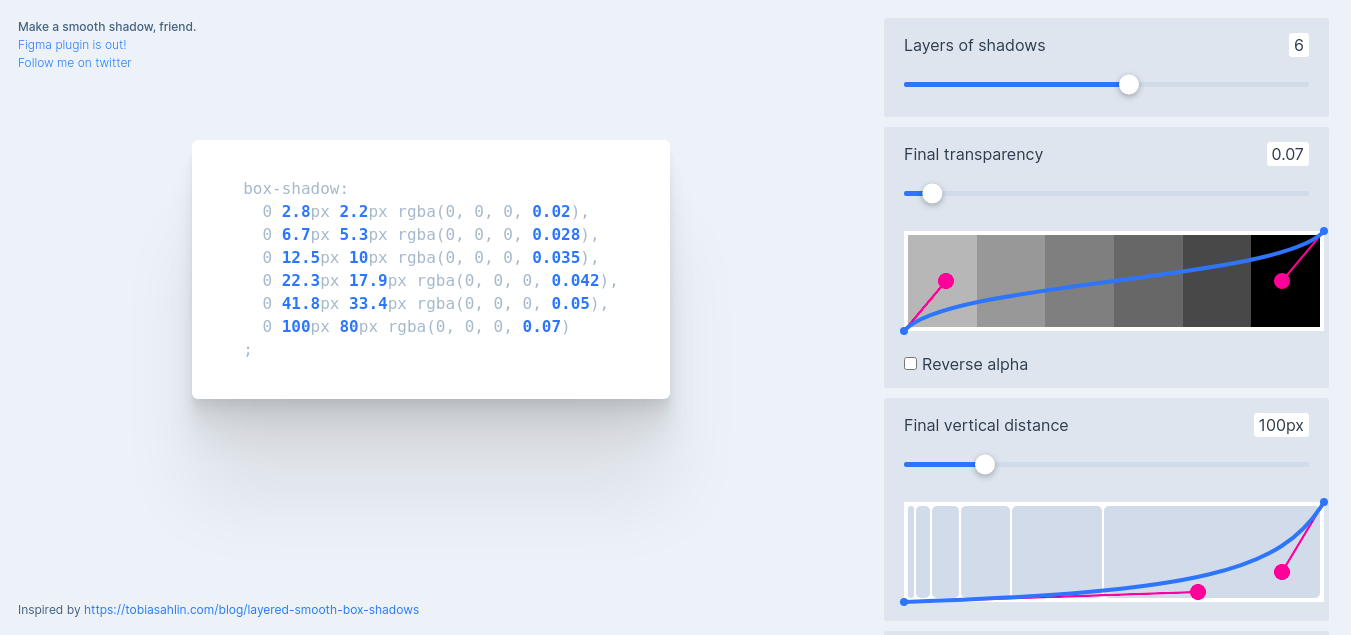 Make a smooth shadow, friend.
Figma plugin is out!
Follow me on twitter
box-shadow:
0 2.8px 2.2px rgba(0, 0, 0, 0.02),
0 6.7px 5.3px rgba(0, 0, 0, 0.028),
0 12.5px 10px rgba(0, 0, 0, 0.035),
0 22.3px 17.9px rgba(0, 0, 0, 0.042),
0 41.8px 33.4px rgba(0, 0, 0, 0.05),
0 100px 80px rgba(0, 0, 0, 0.07)
;
Inspired by https://tobiasahlin.com/blog/layered-smooth-box-shadows
Layers of shadows 6
Final transparency 0.07
Reverse alpha
Final vertical distance 100px